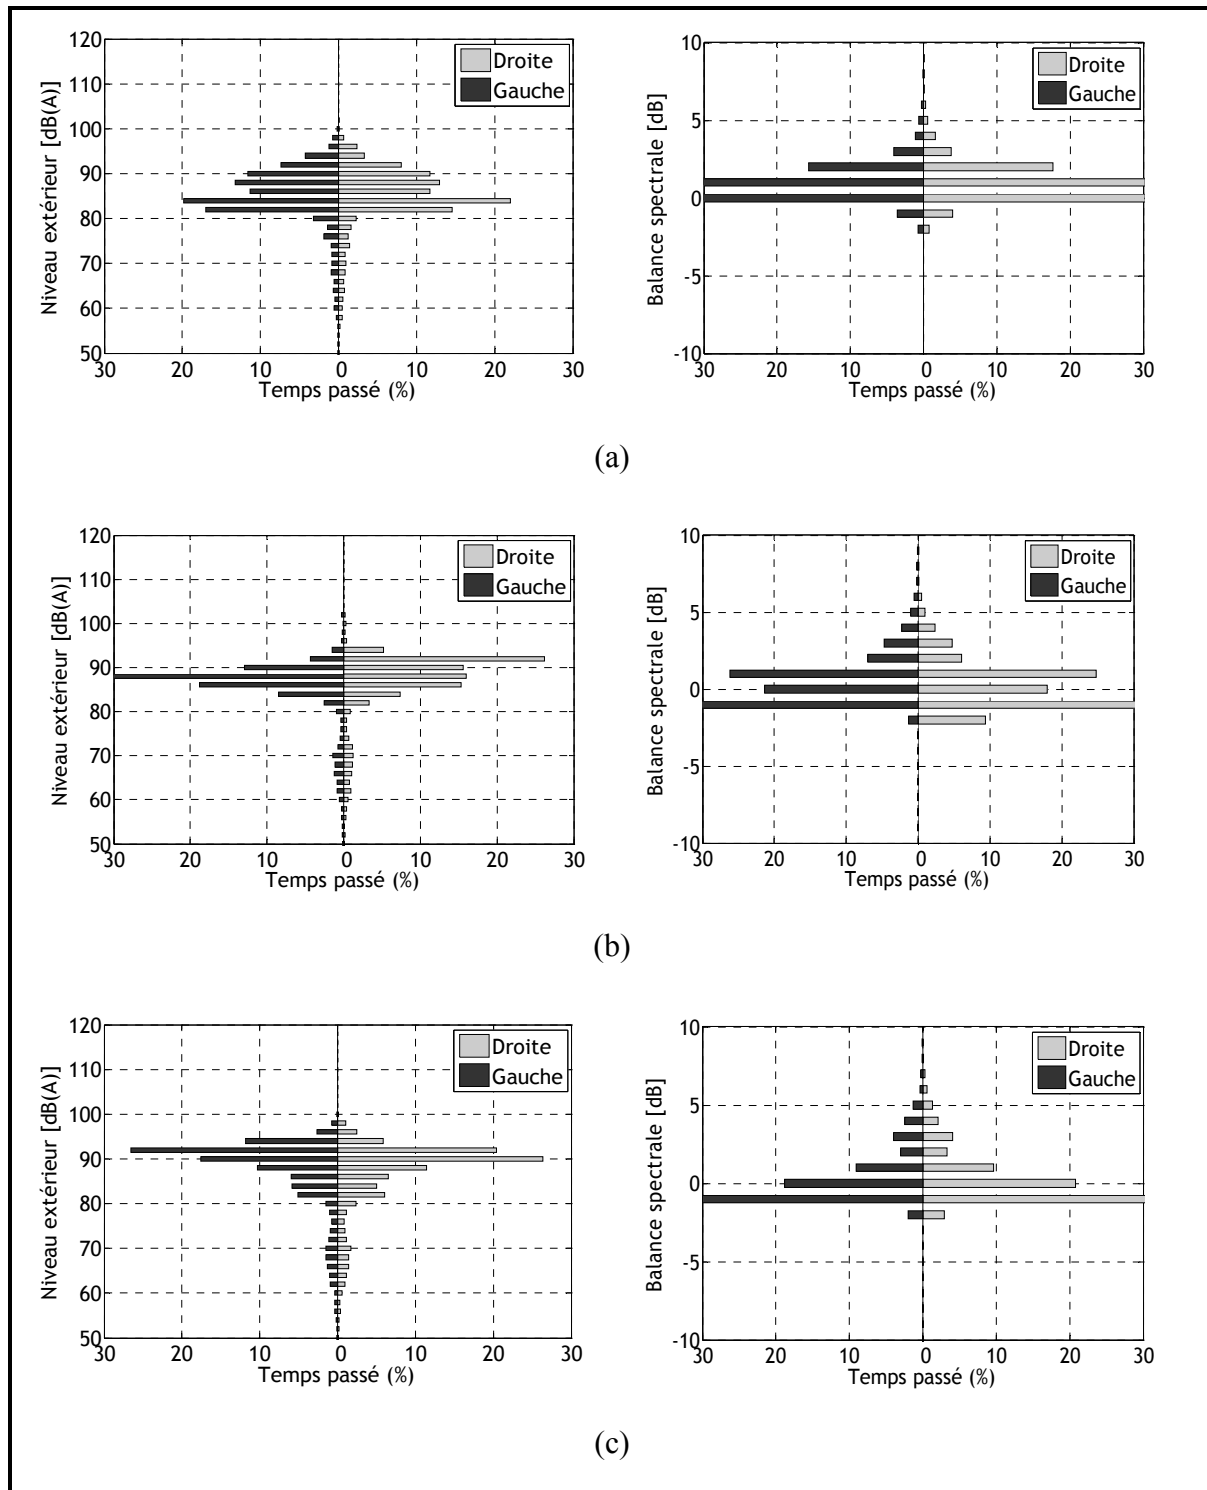 120
110
100
90
80
70
60
50
Niveau extérieur [dB(A)]
Droite
Gauche
30 20 10 0 10 20 30
Temps passé (%)
10
5
0
-5
-10
Balance spectrale [dB]
Droite
Gauche
30 20 10 0 10 20 30
Temps passé (%)
(a)
120
110
100
90
80
70
60
50
Niveau extérieur [dB(A)]
Droite
Gauche
30 20 10 0 10 20 30
Temps passé (%)
10
5
0
-5
-10
Balance spectrale [dB]
Droite
Gauche
30 20 10 0 10 20 30
Temps passé (%)
(b)
120
110
100
90
80
70
60
50
Niveau extérieur [dB(A)]
Droite
Gauche
30 20 10 0 10 20 30
Temps passé (%)
10
5
0
-5
-10
Balance spectrale [dB]
Droite
Gauche
30 20 10 0 10 20 30
Temps passé (%)
(c)